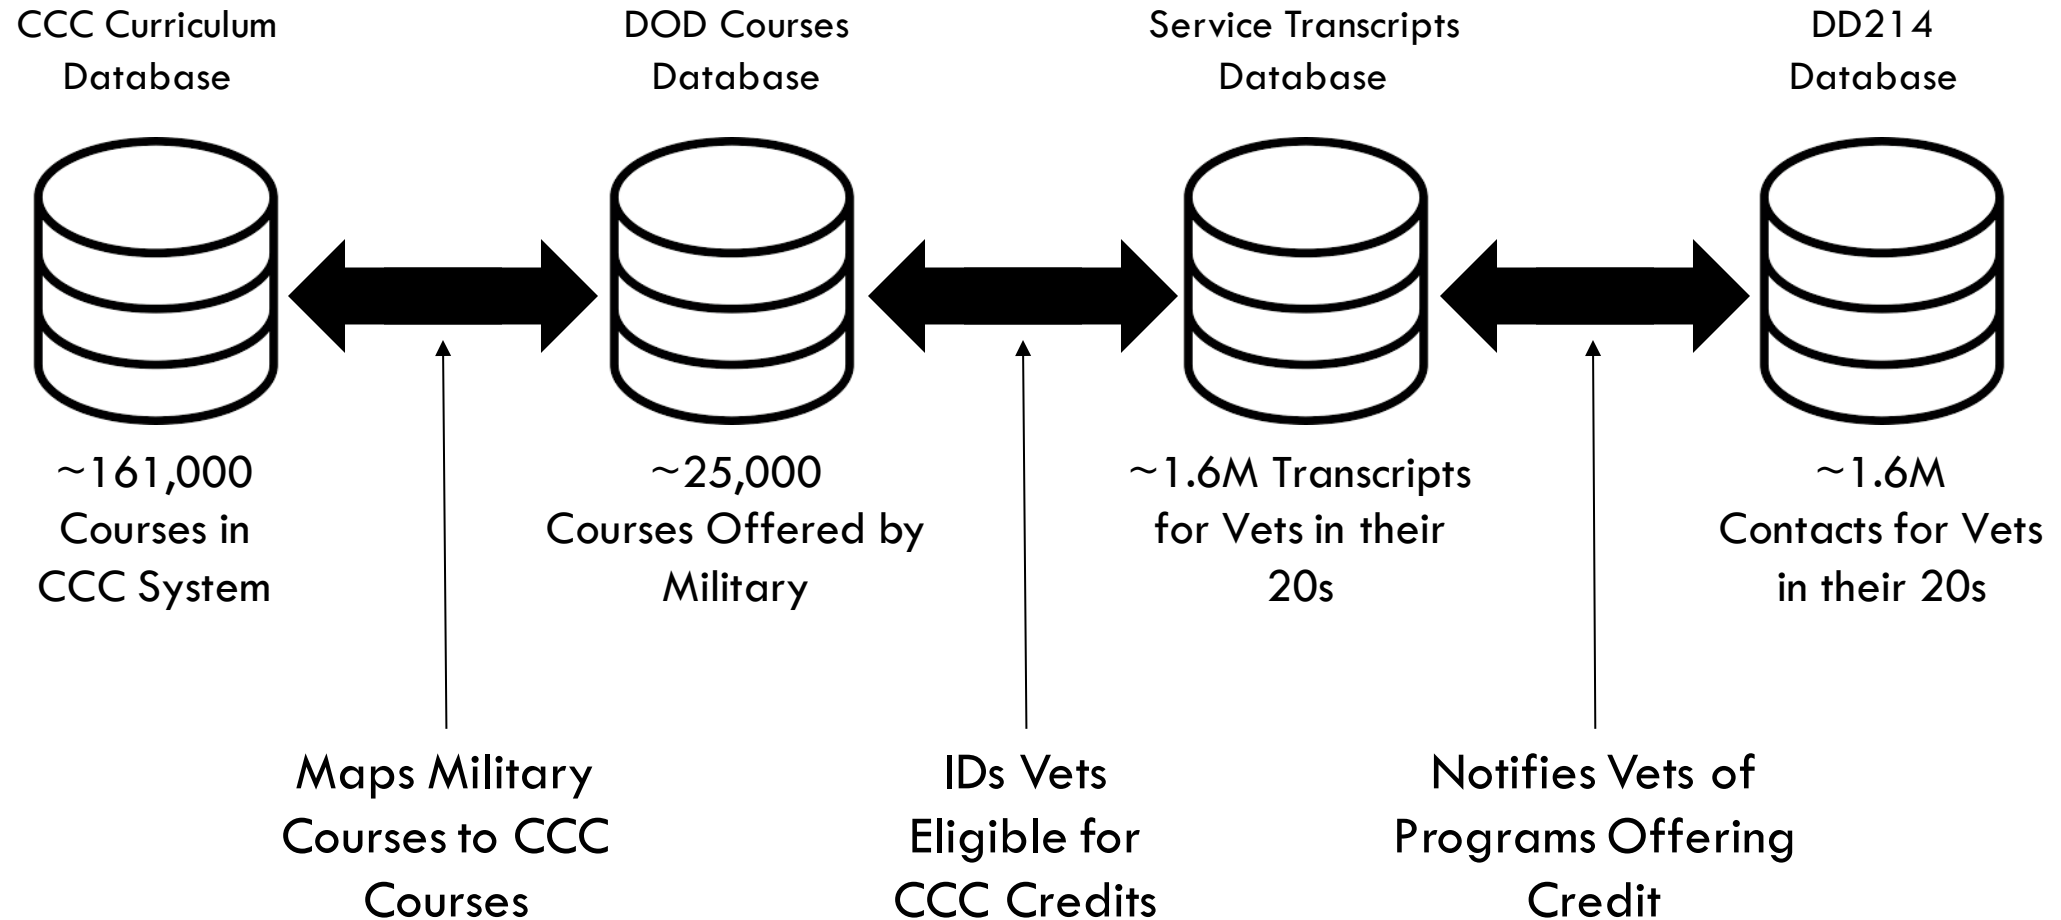 CCC Curriculum
Database
DOD Courses
Database
Service Transcripts
Database
DD214
Database
~161,000
Courses in
CCC System
~25,000
Courses Offered by
Military
~1.6M Transcripts
for Vets in their
20s
~1.6M
Contacts for Vets
in their 20s
Maps Military
Courses to CCC
Courses
IDs Vets
Eligible for
CCC Credits
Notifies Vets of
Programs Offering
Credit